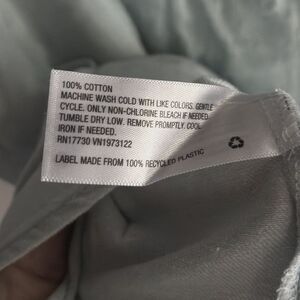 100% COTTON
MACHINE WASH COLD WITH LIKE COLORS. GENTLE
CYCLE. ONLY NON-CHLORINE BLEACH IF NEEDED.
TUMBLE DRY LOW. REMOVE PROMPTLY. COOL
IRON IF NEEDED.
RN17730 VN1973122
LABEL MADE FROM 100% RECYCLED PLASTIC